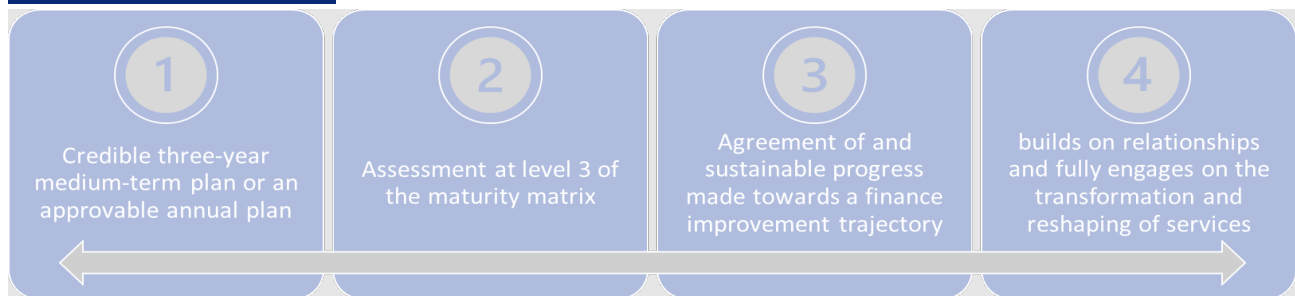 1
Credible three-year
medium-term plan or an
approvable annual plan
2
Assessment at level 3 of
the maturity matrix
3
Agreement of and
sustainable progress
made towards a finance
improvement trajectory
4
builds on relationships
and fully engages on the
transformation and
reshaping of services